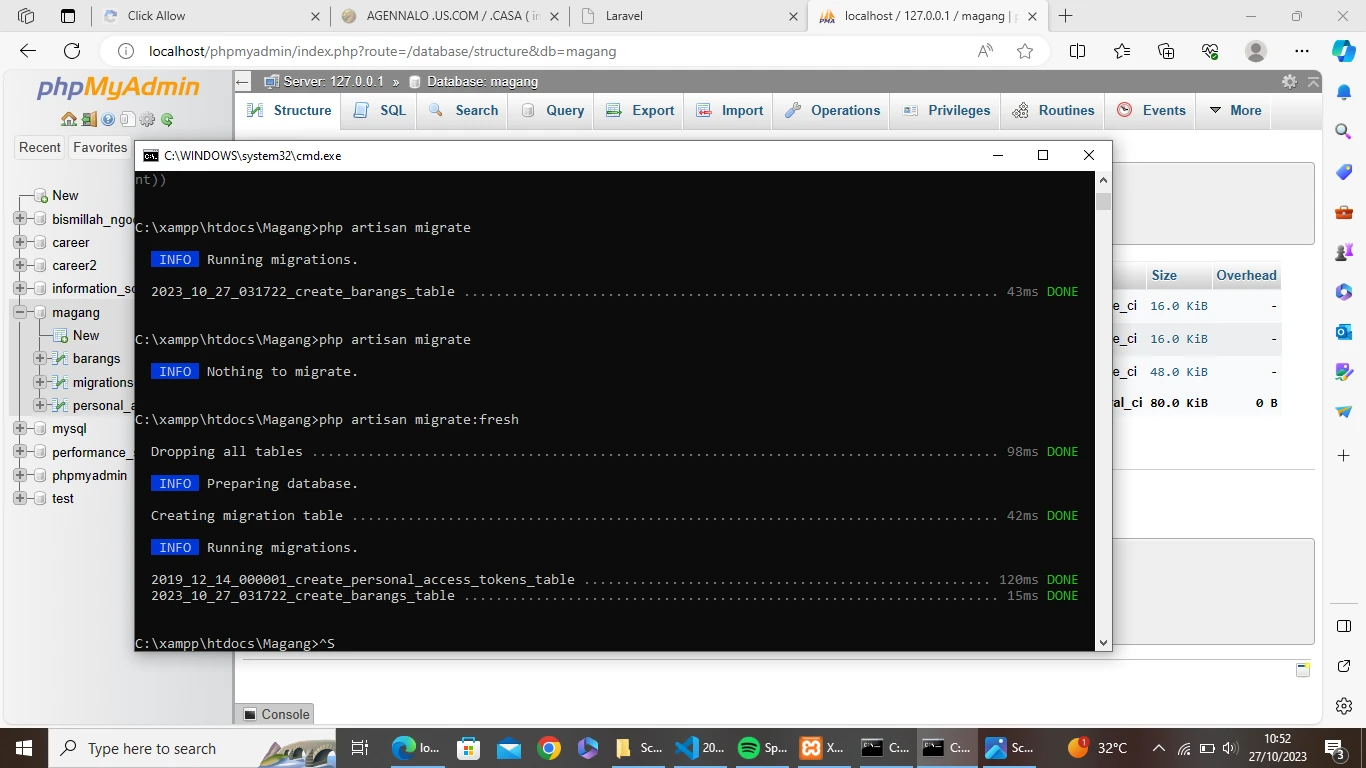 Click Allow
AGENNALO .US.COM / .CASA ( in
Laravel
localhost / 127.0.0.1 / magang | p
localhost/phpmyadmin/index.php?route=/database/structure&db=magang
phpMyAdmin
Server: 127.0.0.1 » Database: magang
Structure SQL Search Query Export Import Operations Privileges Routines Events More
Recent Favorites
C:\WINDOWS\system32\cmd.exe
New
bismillah_ngo
career
career2
information_s
magang
New
barangs
migrations
personal_a
mysql
performance_
phpmyadmin
test
nt))
C:\xampp\htdocs\Magang>php artisan migrate
INFO Running migrations.
2023_10_27_031722_create_barangs_table ................................................................... 43ms DONE
C:\xampp\htdocs\Magang>php artisan migrate
INFO Nothing to migrate.
C:\xampp\htdocs\Magang>php artisan migrate:fresh
Dropping all tables ...................................................................................... 98ms DONE
INFO Preparing database.
Creating migration table ................................................................................. 42ms DONE
INFO Running migrations.
2019_12_14_000001_create_personal_access_tokens_table ................................................... 120ms DONE
2023_10_27_031722_create_barangs_table ................................................................... 15ms DONE
C:\xampp\htdocs\Magang>^S
Size Overhead
e_ci 16.0 KiB -
e_ci 16.0 KiB -
e_ci 48.0 KiB -
al_ci 80.0 KiB 0 B
Console
Type here to search
lo...
Sc...
20...
Sp...
X...
C:...
C:...
Sc...
1
32°C
10:52
27/10/2023
3